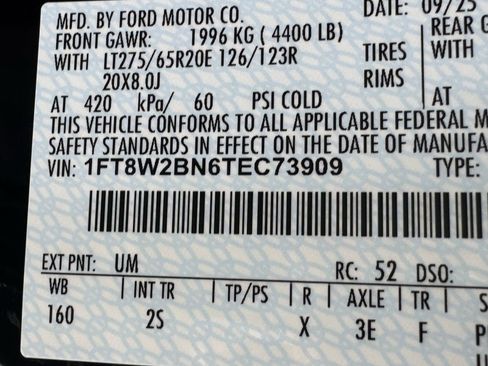 MFD. BY FORD MOTOR CO. DATE: 09/25
FRONT GAWR: 1996 KG ( 4400 LB) REAR G
WITH LT275/65R20E 126/123R TIRES WITH
20X8.0J RIMS
AT 420 kPa/ 60 PSI COLD AT
THIS VEHICLE CONFORMS TO ALL APPLICABLE FEDERAL M
SAFETY STANDARDS IN EFFECT ON THE DATE OF MANUFA
VIN: 1FT8W2BN6TEC73909 TYPE:
EXT PNT: UM RC: 52 DSO:
WB INT TR TP/PS R AXLE TR S
160 2S X 3E F